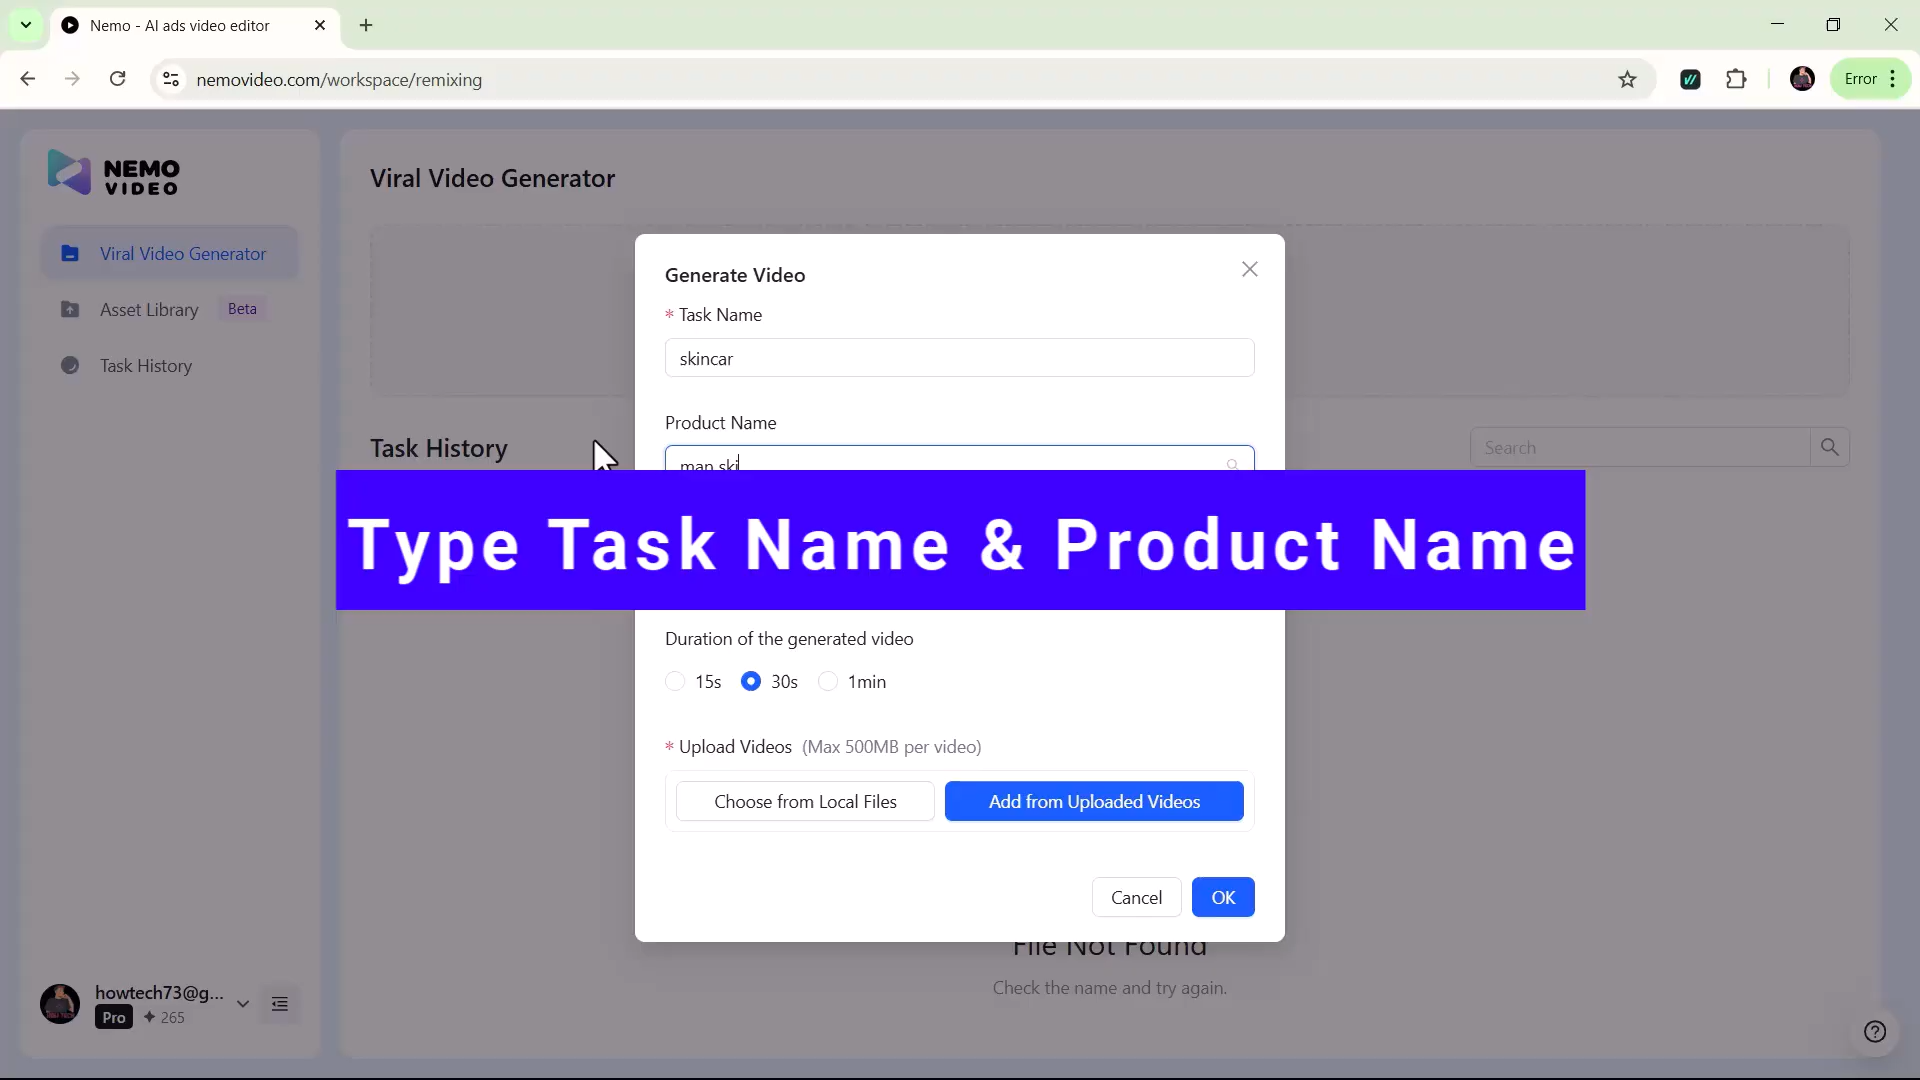 Nemo - AI ads video editor
nemovideo.com/workspace/remixing
Error
NEMO
VIDEO
Viral Video Generator
Asset Library Beta
Task History
howtech73@g...
Pro 265
Viral Video Generator
Task History
Search
File Not Found
Check the name and try again.
Generate Video
* Task Name
skincar
Product Name
man ski
Type Task Name & Product Name
Duration of the generated video
15s 30s 1min
* Upload Videos (Max 500MB per video)
Choose from Local Files Add from Uploaded Videos
Cancel OK